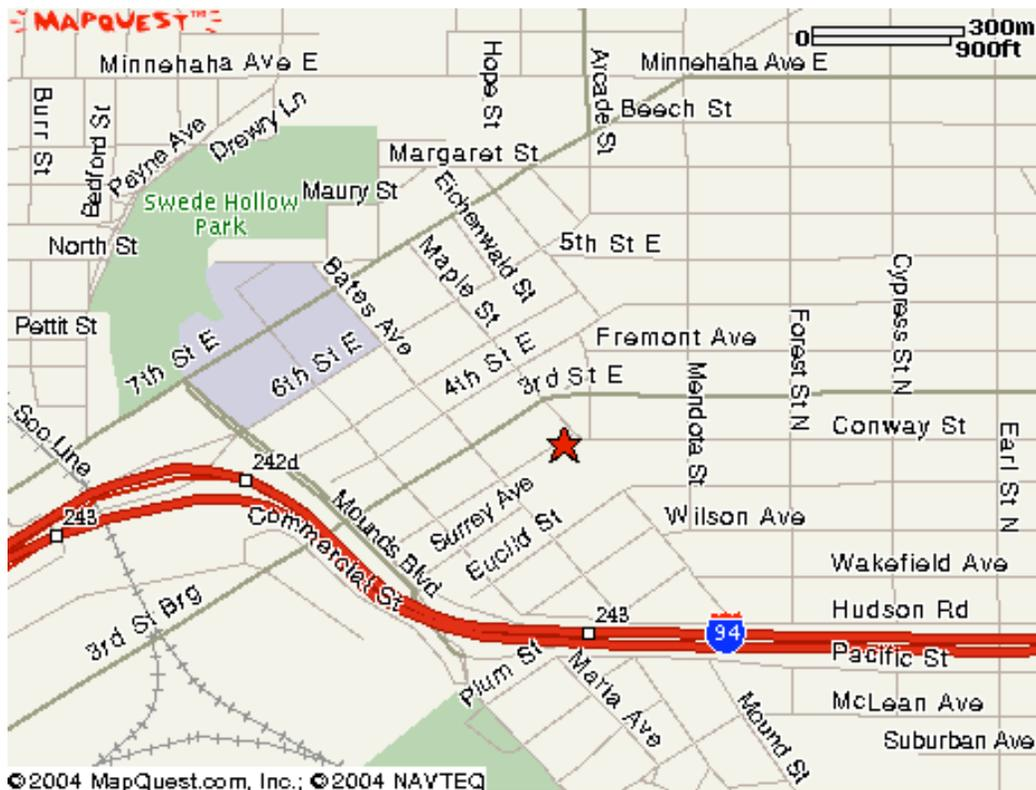 MAPQUEST™
0 300m
900ft
Minnehaha Ave E
Minnehaha Ave E
Hope St
Arcade St
Burr St
Bedford St
Payne Ave
Drewry Ln
Beech St
Margaret St
Maury St
Swede Hollow
Park
Eichenwald St
North St
5th St E
Maple St
Bates Ave
Cypress St N
Pettit St
Forest St N
Fremont Ave
7th St E
6th St E
4th St E
3rd St E
Mendota St
Soo Line
Conway St
Earl St N
242d
243
Mounds Blvd
Commercial St
Surrey Ave
Euclid St
Wilson Ave
Wakefield Ave
3rd St Brg
243
94
Hudson Rd
Pacific St
Plum St
Maria Ave
Mound St
McLean Ave
Suburban Ave
©2004 MapQuest.com, Inc.; ©2004 NAVTEQ